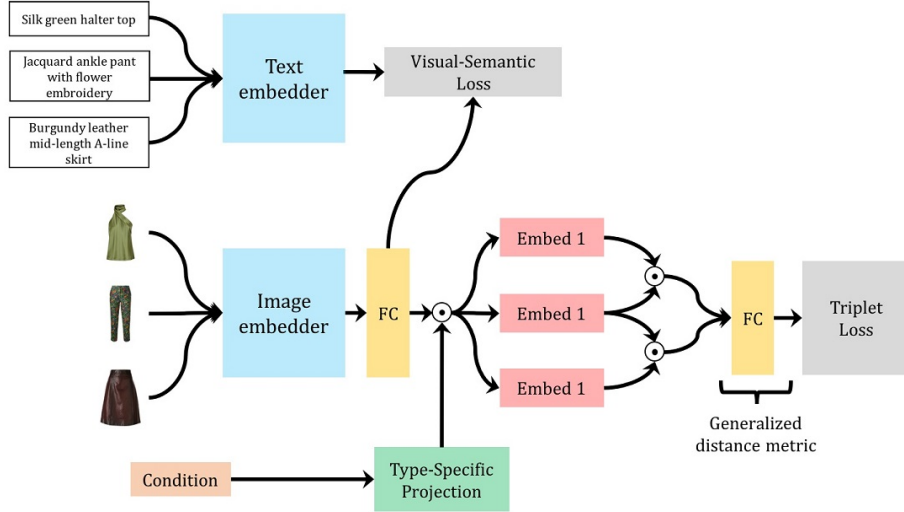 Silk green halter top
Jacquard ankle pant
with flower
embroidery
Burgundy leather
mid-length A-line
skirt
Text
embedder
Visual-Semantic
Loss
Image
embedder
FC
Embed 1
Embed 1
Embed 1
FC
Triplet
Loss
Generalized
distance metric
Condition
Type-Specific
Projection